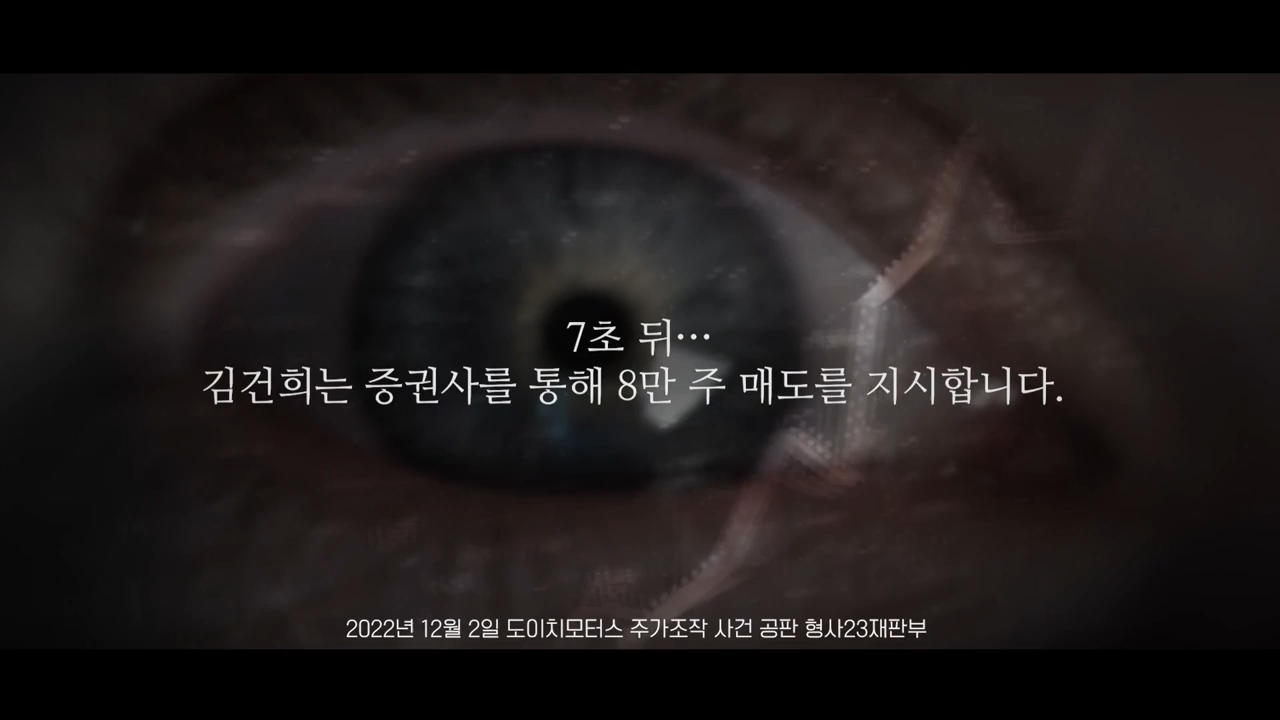 7초 뒤…
김건희는 증권사를 통해 8만 주 매도를 지시합니다.
2022년 12월 2일 도이치모터스 주가조작 사건 공판 형사23재판부